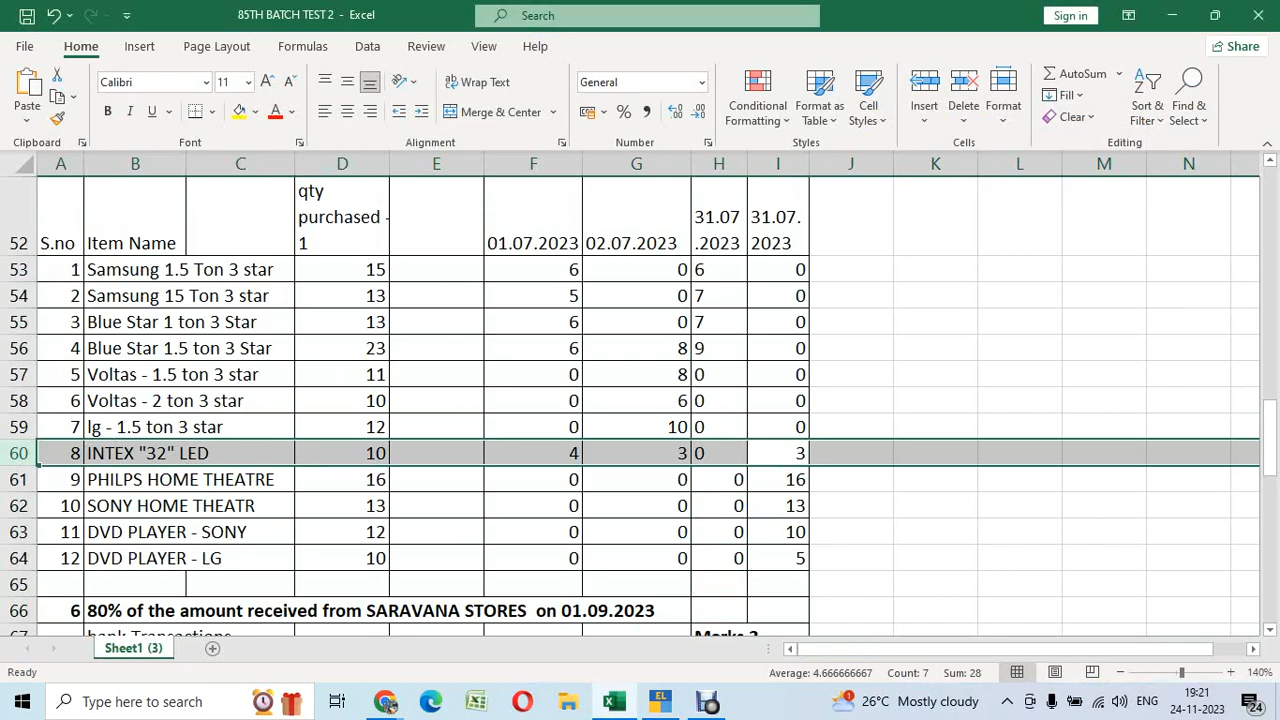 85TH BATCH TEST 2 - Excel
Search
Sign in
File Home Insert Page Layout Formulas Data Review View Help
Share
Paste
Calibri 11
B I U
Wrap Text
Merge & Center
General
Conditional Formatting
Format as Table
Cell Styles
Insert Delete Format
AutoSum
Fill
Clear
Sort & Filter
Find & Select
Clipboard Font Alignment Number Styles Cells Editing
A B C D E F G H I J K L M N
52 S.no Item Name qty purchased - 1 01.07.2023 02.07.2023 31.07.2023 31.07.2023
53 1 Samsung 1.5 Ton 3 star 15 6 0 6 0
54 2 Samsung 15 Ton 3 star 13 5 0 7 0
55 3 Blue Star 1 ton 3 Star 13 6 0 7 0
56 4 Blue Star 1.5 ton 3 Star 23 6 8 9 0
57 5 Voltas - 1.5 ton 3 star 11 0 8 0 0
58 6 Voltas - 2 ton 3 star 10 0 6 0 0
59 7 lg - 1.5 ton 3 star 12 0 10 0 0
60 8 INTEX "32" LED 10 4 3 0 3
61 9 PHILPS HOME THEATRE 16 0 0 0 16
62 10 SONY HOME THEATR 13 0 0 0 13
63 11 DVD PLAYER - SONY 12 0 0 0 10
64 12 DVD PLAYER - LG 10 0 0 0 5
65
66 6 80% of the amount received from SARAVANA STORES on 01.09.2023
67 bank Transactions Marks 2
Sheet1 (3)
Ready
Average: 4.666666667 Count: 7 Sum: 28
140%
Type here to search
26°C Mostly cloudy
ENG
19:21
24-11-2023
24